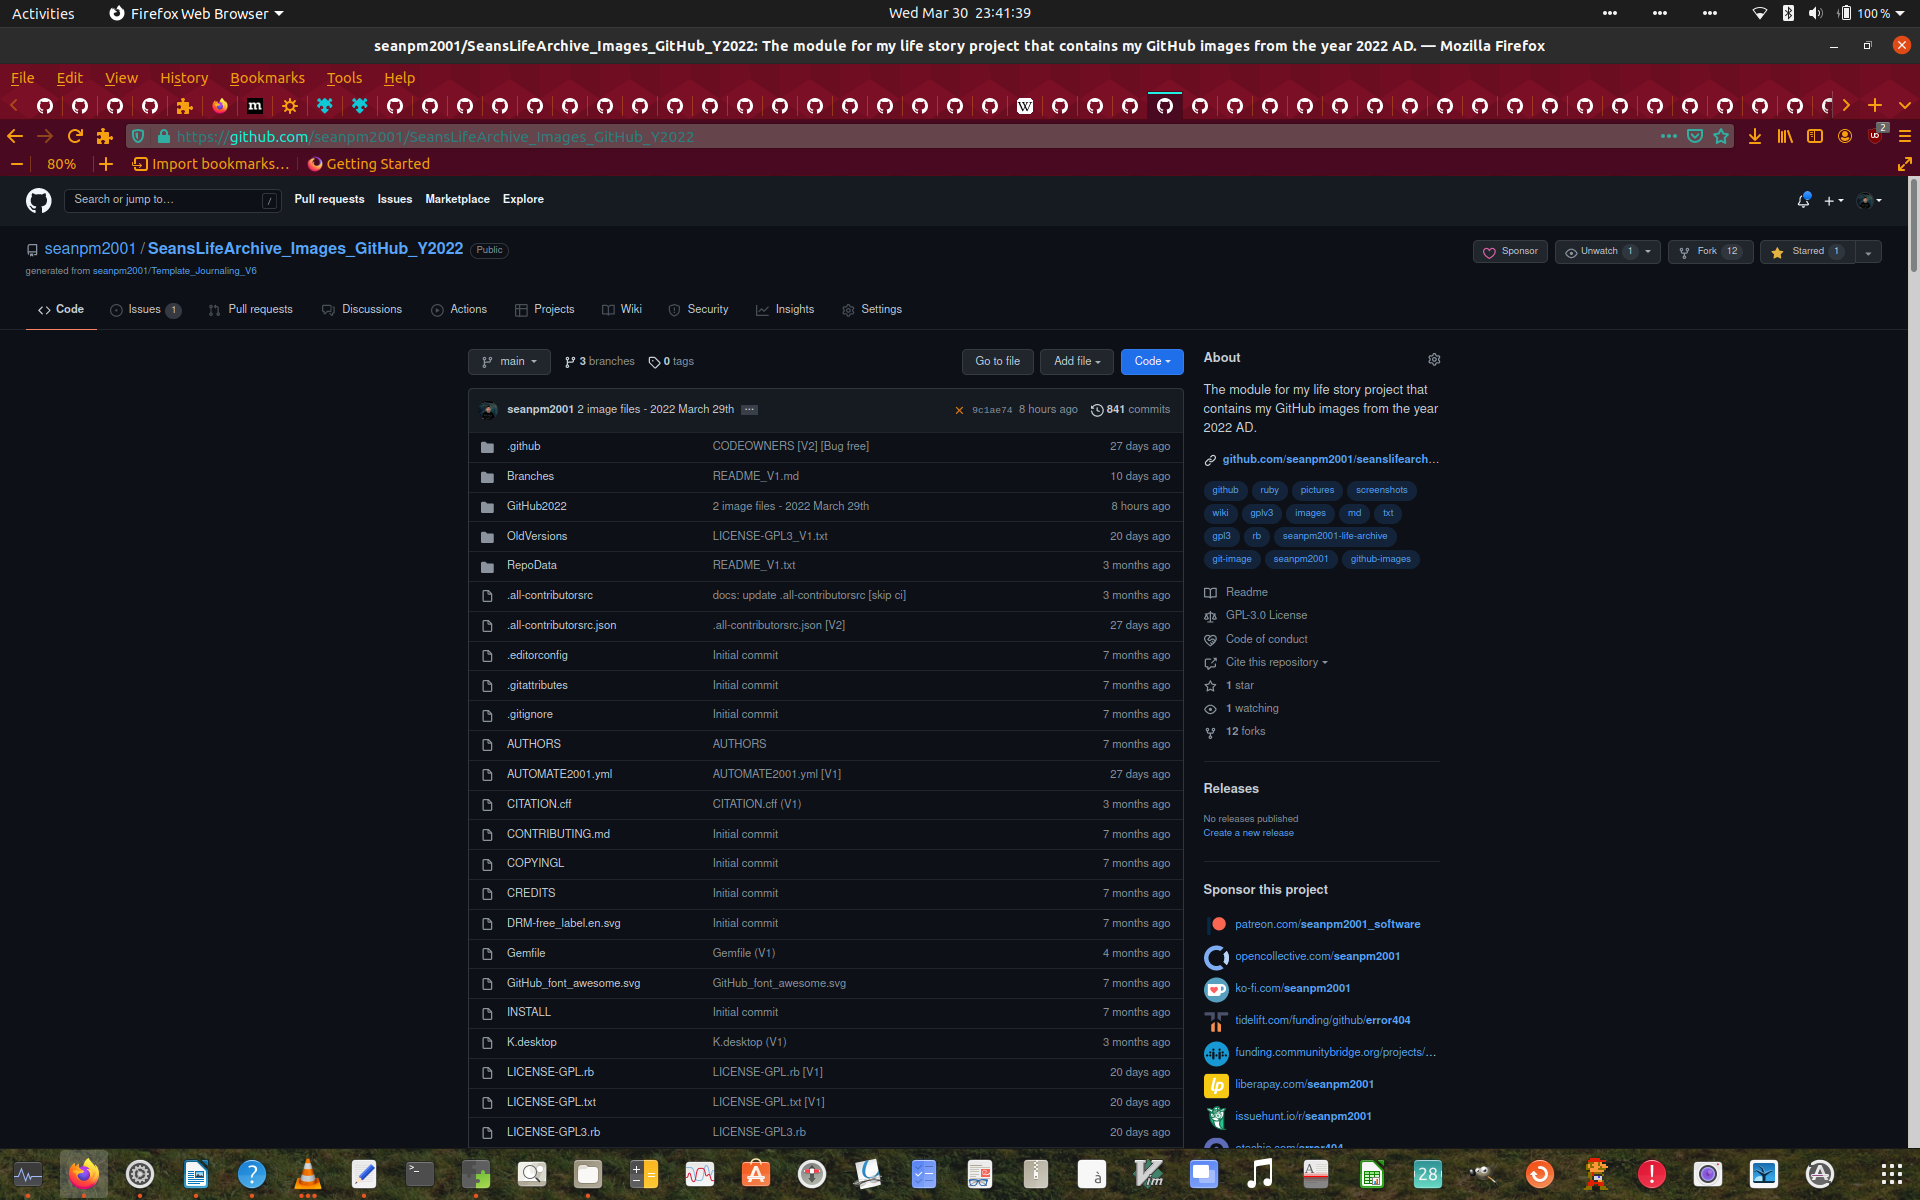 Activities Firefox Web Browser Wed Mar 30 23:41:39 100 %
seanpm2001/SeansLifeArchive_Images_GitHub_Y2022: The module for my life story project that contains my GitHub images from the year 2022 AD. — Mozilla Firefox
File Edit View History Bookmarks Tools Help
https://github.com/seanpm2001/SeansLifeArchive_Images_GitHub_Y2022 2
80% Import bookmarks... Getting Started
Search or jump to... / Pull requests Issues Marketplace Explore
seanpm2001 / SeansLifeArchive_Images_GitHub_Y2022 Public Sponsor Unwatch 1 Fork 12 Starred 1
generated from seanpm2001/Template_Journaling_V6
Code Issues 1 Pull requests Discussions Actions Projects Wiki Security Insights Settings
main 3 branches 0 tags Go to file Add file Code
seanpm2001 2 image files - 2022 March 29th ... 9c1ae74 8 hours ago 841 commits
.github CODEOWNERS [V2] [Bug free] 27 days ago
Branches README_V1.md 10 days ago
GitHub2022 2 image files - 2022 March 29th 8 hours ago
OldVersions LICENSE-GPL3_V1.txt 20 days ago
RepoData README_V1.txt 3 months ago
.all-contributorsrc docs: update .all-contributorsrc [skip ci] 3 months ago
.all-contributorsrc.json .all-contributorsrc.json [V2] 27 days ago
.editorconfig Initial commit 7 months ago
.gitattributes Initial commit 7 months ago
.gitignore Initial commit 7 months ago
AUTHORS AUTHORS 7 months ago
AUTOMATE2001.yml AUTOMATE2001.yml [V1] 27 days ago
CITATION.cff CITATION.cff (V1) 3 months ago
CONTRIBUTING.md Initial commit 7 months ago
COPYINGL Initial commit 7 months ago
CREDITS Initial commit 7 months ago
DRM-free_label.en.svg Initial commit 7 months ago
Gemfile Gemfile (V1) 4 months ago
GitHub_font_awesome.svg GitHub_font_awesome.svg 7 months ago
INSTALL Initial commit 7 months ago
K.desktop K.desktop (V1) 3 months ago
LICENSE-GPL.rb LICENSE-GPL.rb [V1] 20 days ago
LICENSE-GPL.txt LICENSE-GPL.txt [V1] 20 days ago
LICENSE-GPL3.rb LICENSE-GPL3.rb 20 days ago
About
The module for my life story project that
contains my GitHub images from the year
2022 AD.
github.com/seanpm2001/seanslifearch...
github ruby pictures screenshots
wiki gplv3 images md txt
gpl3 rb seanpm2001-life-archive
git-image seanpm2001 github-images
Readme
GPL-3.0 License
Code of conduct
Cite this repository
1 star
1 watching
12 forks
Releases
No releases published
Create a new release
Sponsor this project
patreon.com/seanpm2001_software
opencollective.com/seanpm2001
ko-fi.com/seanpm2001
tidelift.com/funding/github/error404
funding.communitybridge.org/projects/...
liberapay.com/seanpm2001
issuehunt.io/r/seanpm2001
28